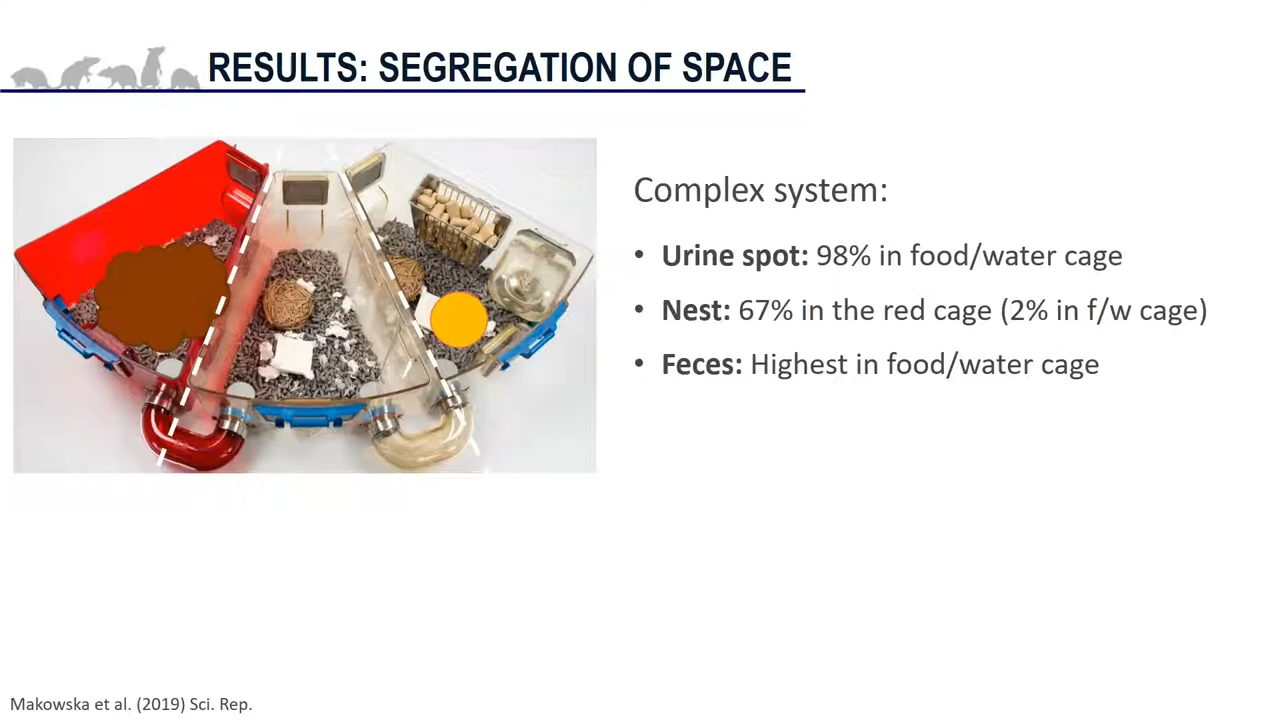 RESULTS: SEGREGATION OF SPACE
Complex system:
• Urine spot: 98% in food/water cage
• Nest: 67% in the red cage (2% in f/w cage)
• Feces: Highest in food/water cage
Makowska et al. (2019) Sci. Rep.